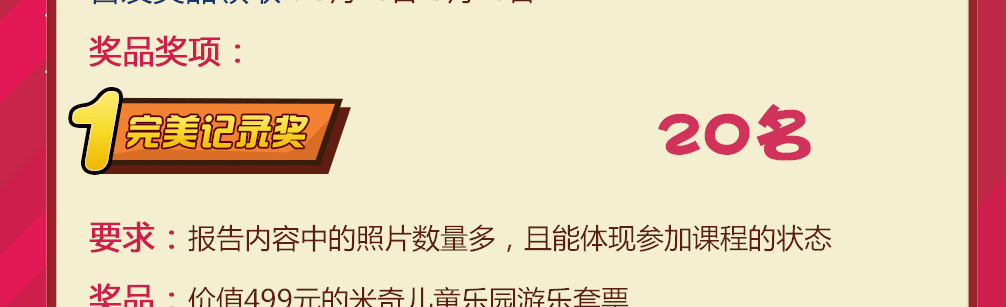 奖品奖项：
1 完美记录奖 20名
要求：报告内容中的照片数量多，且能体现参加课程的状态
奖品：价值499元的米奇儿童乐园游乐套票